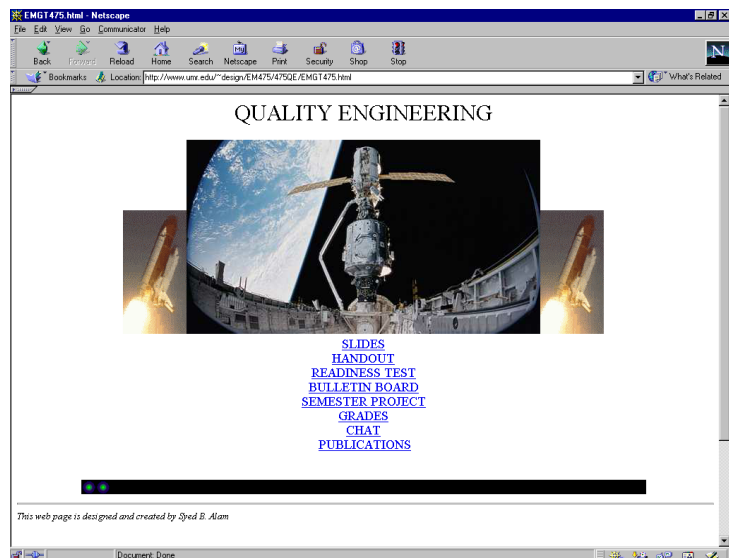 EMGT475.html - Netscape
File Edit View Go Communicator Help
Back Forward Reload Home Search Netscape Print Security Shop Stop
My
N
Bookmarks Location: http://www.umr.edu/~design/EM475/475QE/EMGT475.html What's Related
QUALITY ENGINEERING
SLIDES
HANDOUT
READINESS TEST
BULLETIN BOARD
SEMESTER PROJECT
GRADES
CHAT
PUBLICATIONS
This web page is designed and created by Syed B. Alam
Document: Done